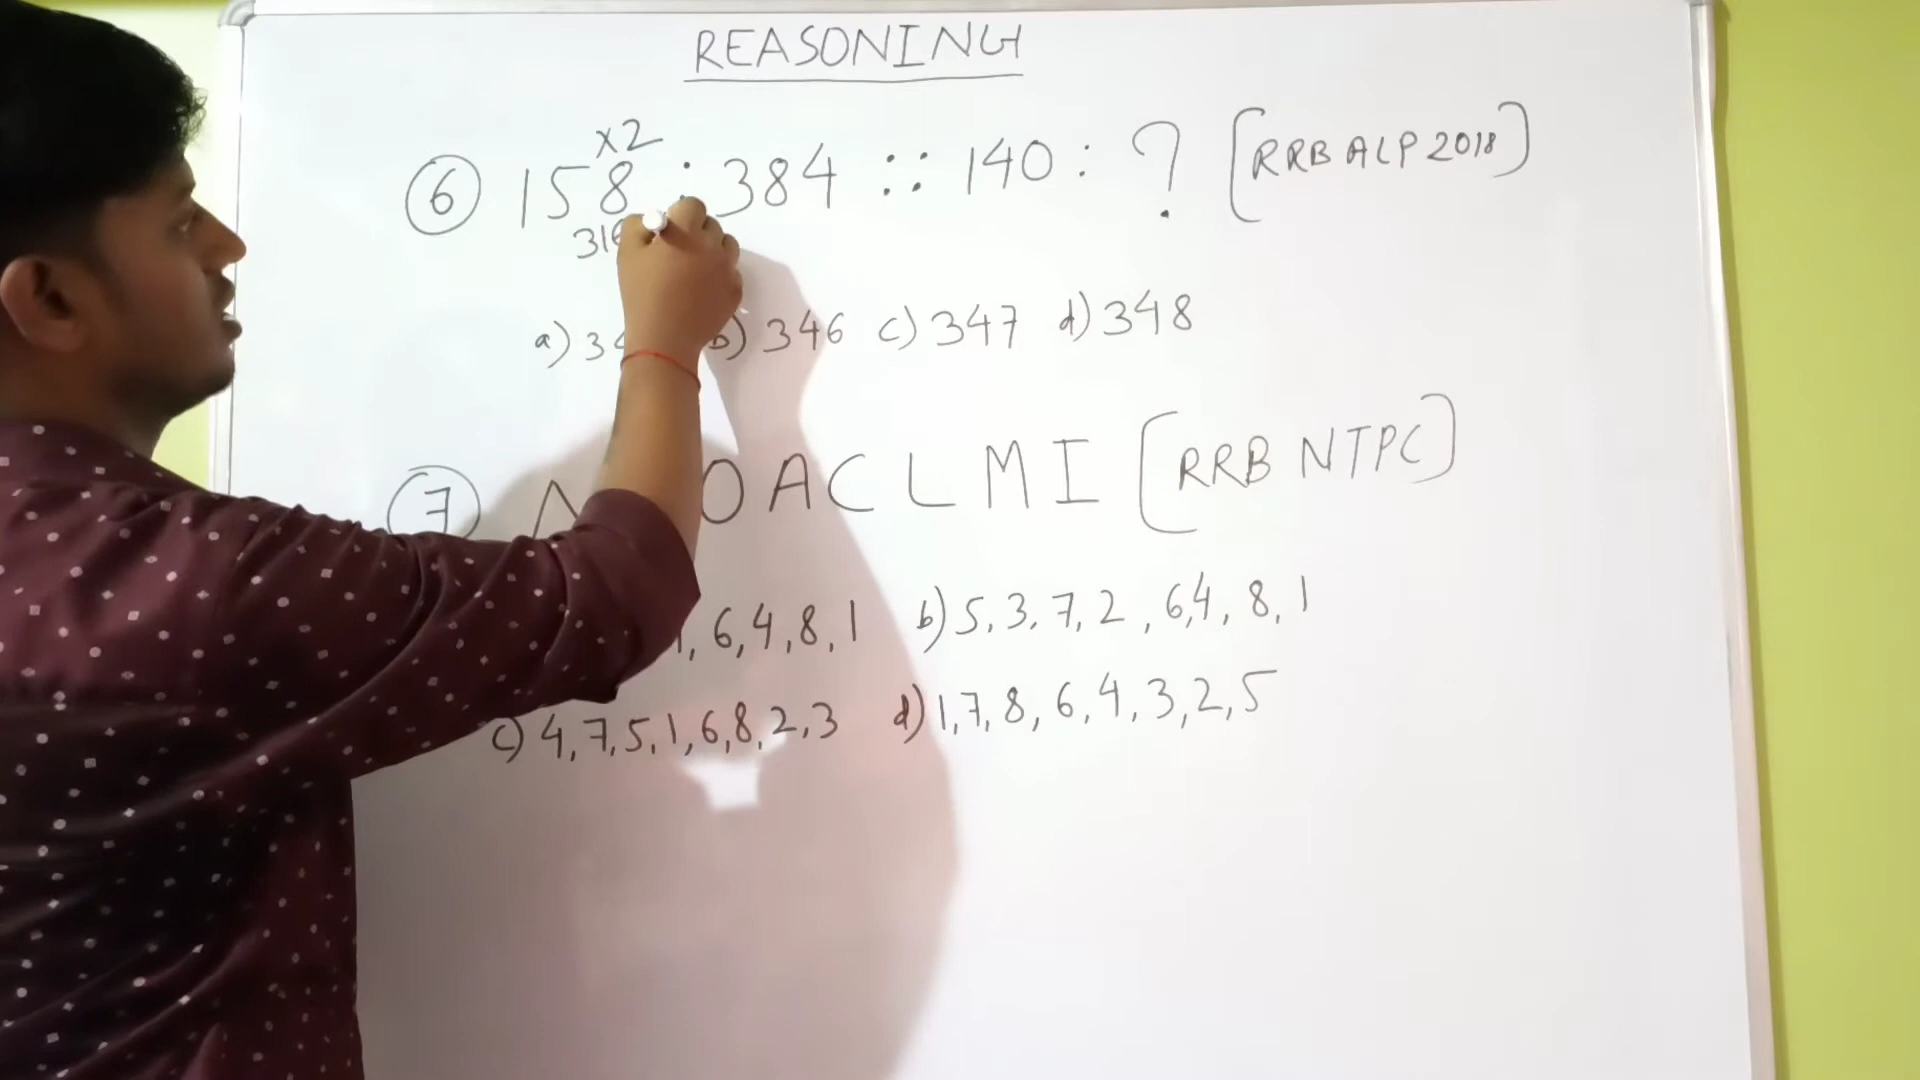 REASONING
×2
⑥ 158 : 384 :: 140 : ? [RRB ALP 2018]
316
a) b) 346 c) 347 d) 348
⑦ O A C L M I [RRB NTPC]
, 6, 4, 8, 1 b) 5, 3, 7, 2, 6, 4, 8, 1
c) 4, 7, 5, 1, 6, 8, 2, 3 d) 1, 7, 8, 6, 4, 3, 2, 5